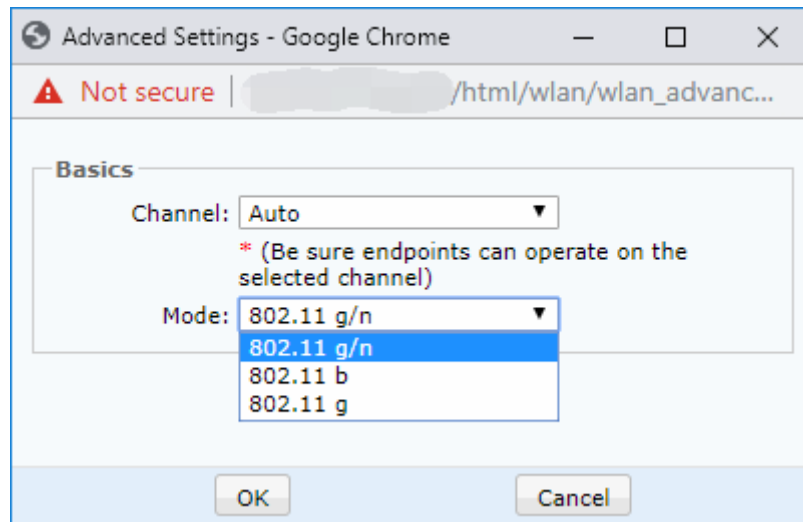 Advanced Settings - Google Chrome
Not secure | /html/wlan/wlan_advanc...
Basics
Channel: Auto
* (Be sure endpoints can operate on the
selected channel)
Mode: 802.11 g/n
802.11 g/n
802.11 b
802.11 g
OK Cancel